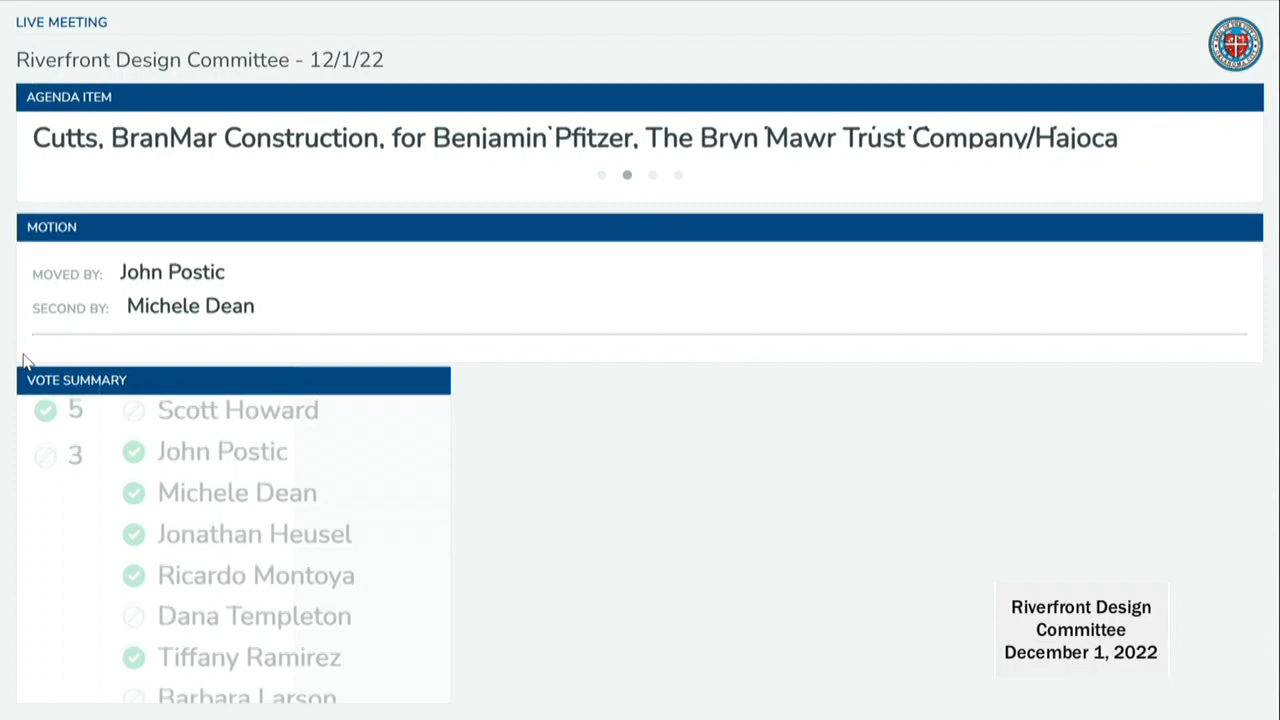 LIVE MEETING
Riverfront Design Committee - 12/1/22
AGENDA ITEM
Cutts, BranMar Construction, for Benjamin Pfitzer, The Bryn Mawr Trust Company/Hajoca
MOTION
MOVED BY: John Postic
SECOND BY: Michele Dean
VOTE SUMMARY
5 Scott Howard
John Postic
3 Michele Dean
Jonathan Heusel
Ricardo Montoya
Dana Templeton
Tiffany Ramirez
Barbara Larson
Riverfront Design
Committee
December 1, 2022